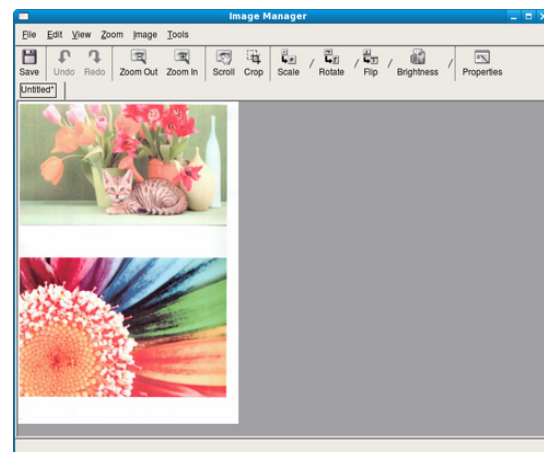 Image Manager
File Edit View Zoom Image Tools
Save Undo Redo Zoom Out Zoom In Scroll Crop Scale / Rotate / Flip / Brightness / Properties
Untitled*